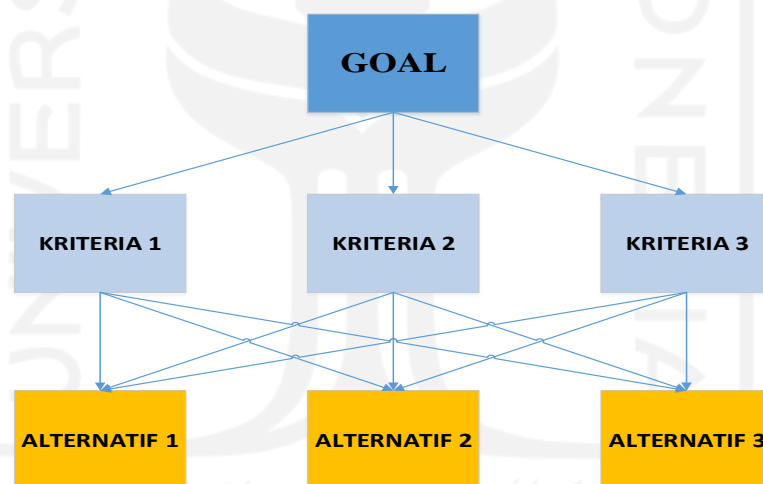 GOAL
KRITERIA 1
KRITERIA 2
KRITERIA 3
ALTERNATIF 1
ALTERNATIF 2
ALTERNATIF 3